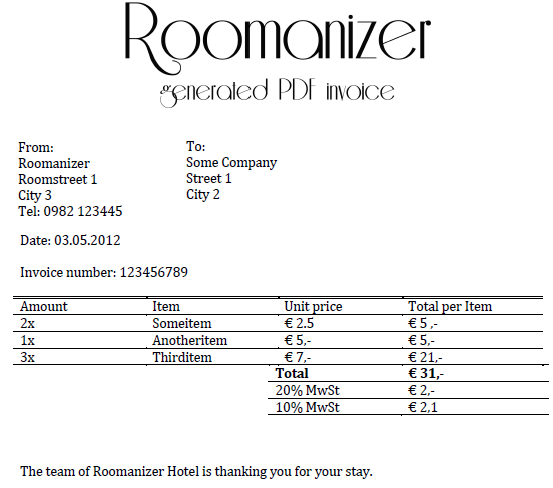 Roomanizer
generated PDF invoice
From:
Roomanizer
Roomstreet 1
City 3
Tel: 0982 123445
To:
Some Company
Street 1
City 2
Date: 03.05.2012
Invoice number: 123456789
Amount Item Unit price Total per Item
2x Someitem € 2.5 € 5 ,-
1x Anotheritem € 5,- € 5,-
3x Thirditem € 7,- € 21,-
Total € 31,-
20% MwSt € 2,-
10% MwSt € 2,1
The team of Roomanizer Hotel is thanking you for your stay.